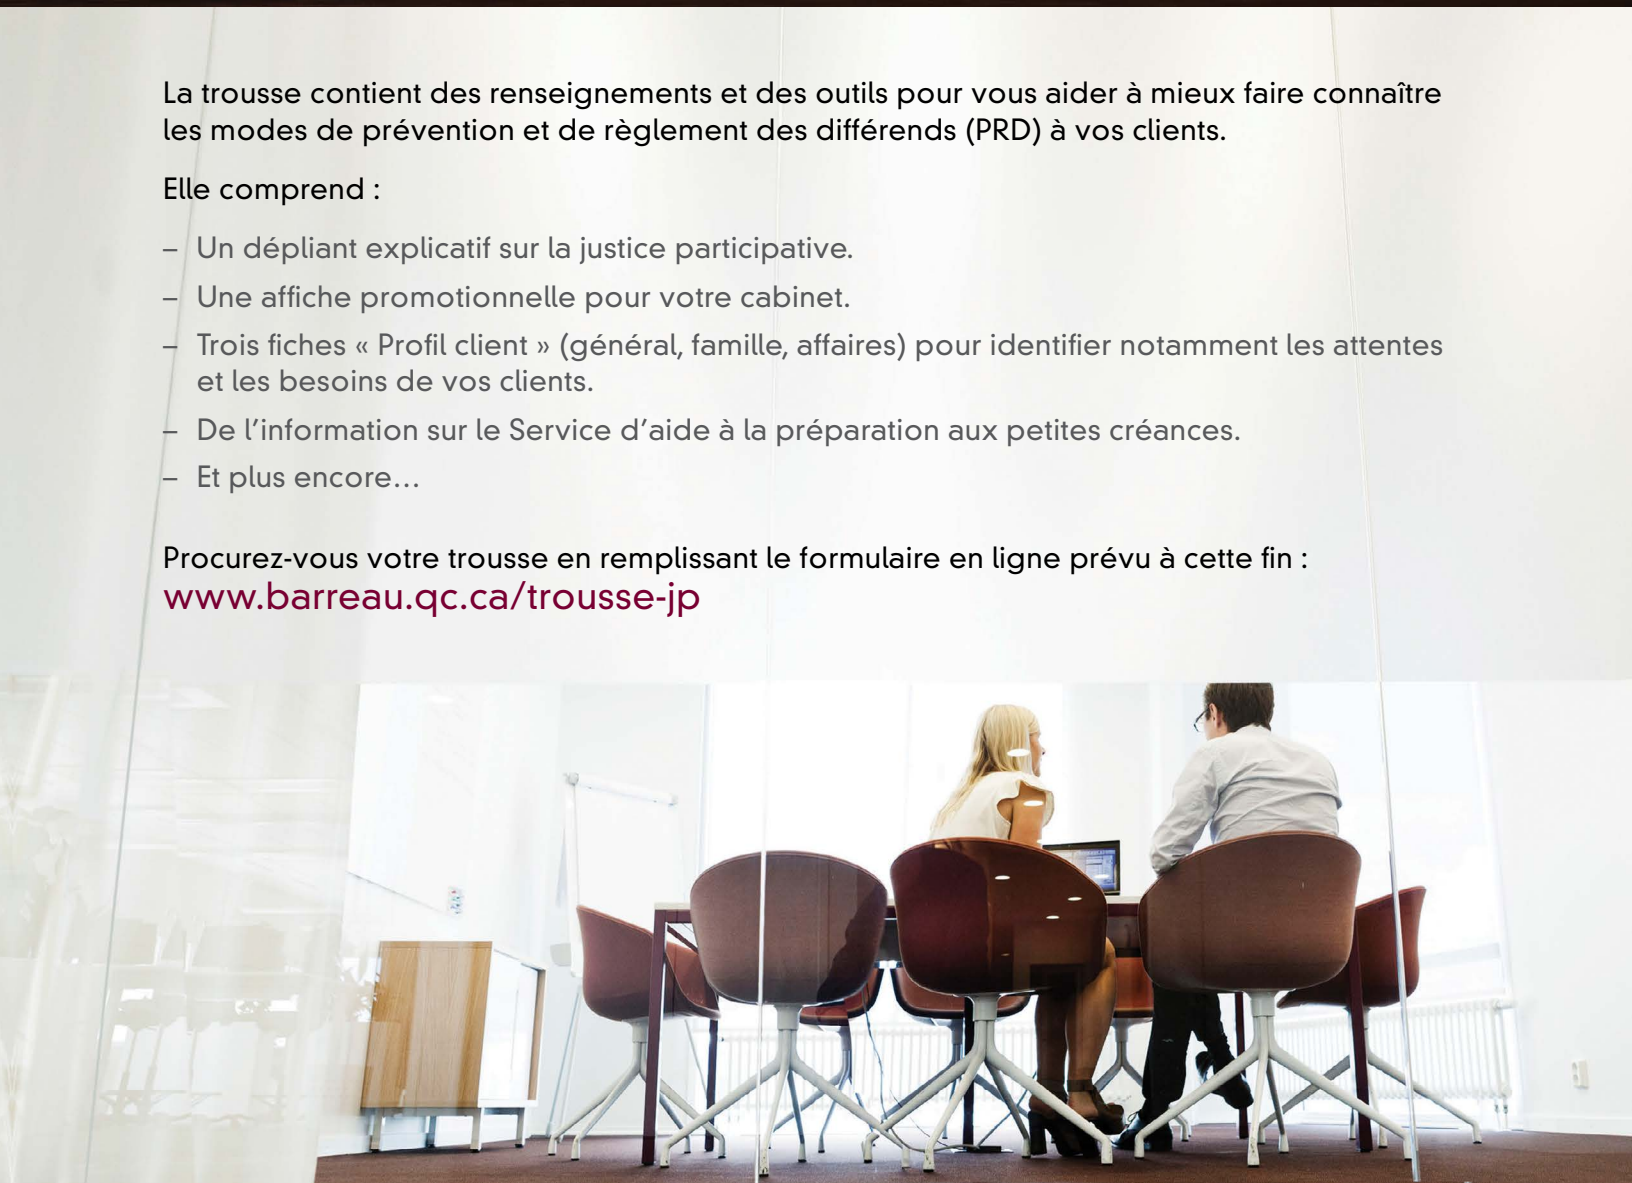 La trousse contient des renseignements et des outils pour vous aider à mieux faire connaître
les modes de prévention et de règlement des différends (PRD) à vos clients.
Elle comprend :
– Un dépliant explicatif sur la justice participative.
– Une affiche promotionnelle pour votre cabinet.
– Trois fiches « Profil client » (général, famille, affaires) pour identifier notamment les attentes
et les besoins de vos clients.
– De l’information sur le Service d’aide à la préparation aux petites créances.
– Et plus encore…
Procurez-vous votre trousse en remplissant le formulaire en ligne prévu à cette fin :
www.barreau.qc.ca/trousse-jp